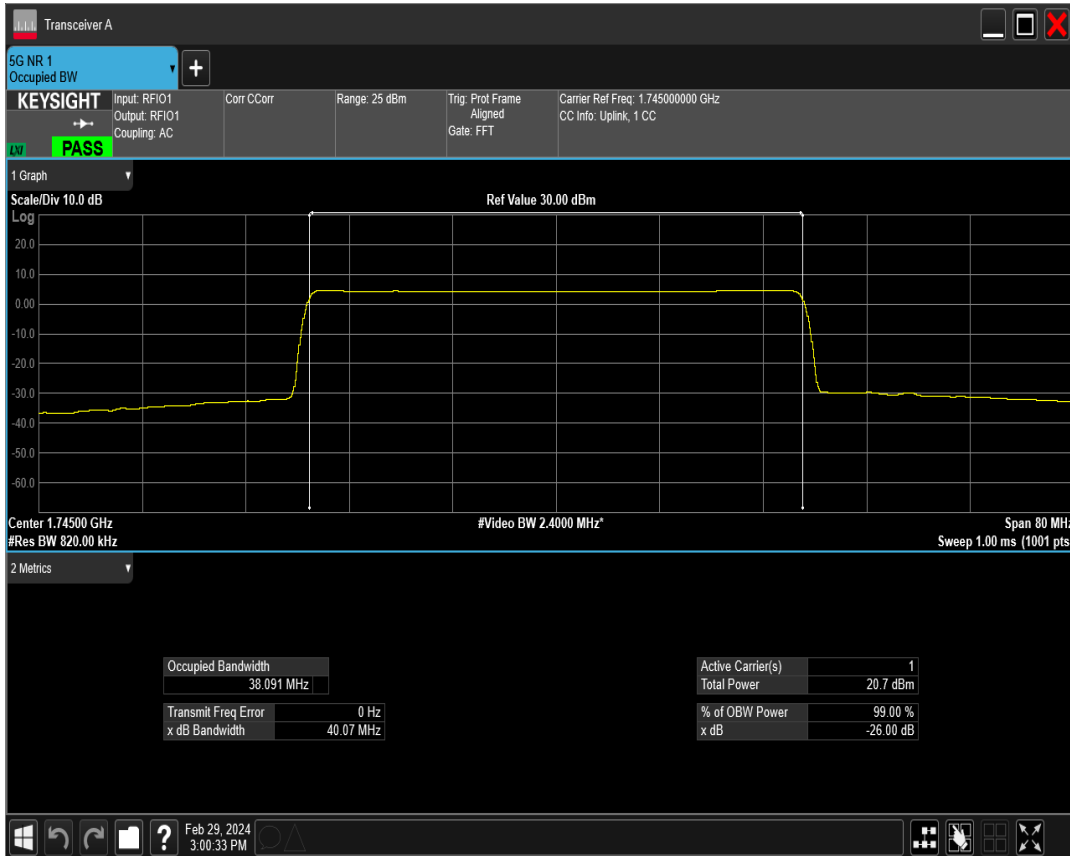 Transceiver A
5G NR 1
Occupied BW
KEYSIGHT
LXI
PASS
Input: RFIO1
Output: RFIO1
Coupling: AC
Corr CCorr
Range: 25 dBm
Trig: Prot Frame
Aligned
Gate: FFT
Carrier Ref Freq: 1.745000000 GHz
CC Info: Uplink, 1 CC
1 Graph
Scale/Div 10.0 dB
Ref Value 30.00 dBm
Log
20.0
10.0
0.00
-10.0
-20.0
-30.0
-40.0
-50.0
-60.0
Center 1.74500 GHz
#Video BW 2.4000 MHz*
Span 80 MHz
#Res BW 820.00 kHz
Sweep 1.00 ms (1001 pts
2 Metrics
Occupied Bandwidth
38.091 MHz
Transmit Freq Error 0 Hz
x dB Bandwidth 40.07 MHz
Active Carrier(s) 1
Total Power 20.7 dBm
% of OBW Power 99.00 %
x dB -26.00 dB
?
Feb 29, 2024
3:00:33 PM